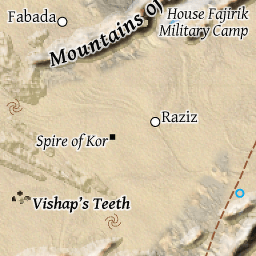 House Fajirik
Military Camp
Fabada
Mountains of
Raziz
Spire of Kor
Vishap's Teeth